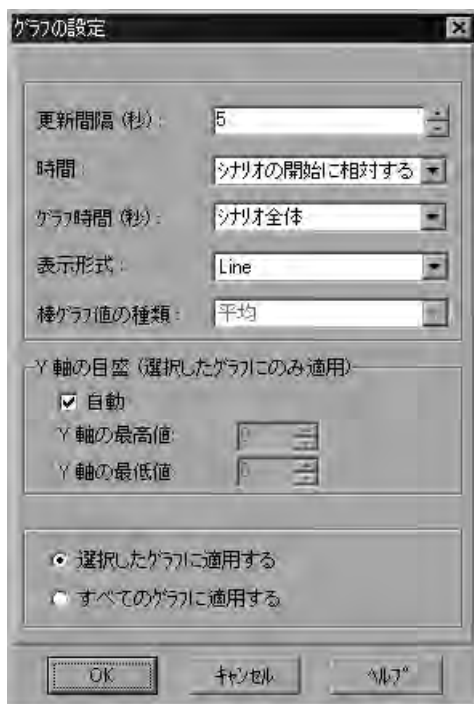 グラフの設定
更新間隔 (秒) : 5
時間 : シナリオの開始に相対する
グラフ時間 (秒) : シナリオ全体
表示形式 : Line
棒グラフ値の種類 : 平均
Y 軸の目盛 (選択したグラフにのみ適用)
自動
Y 軸の最高値:
Y 軸の最低値
選択したグラフに適用する
すべてのグラフに適用する
OK キャンセル ヘルプ